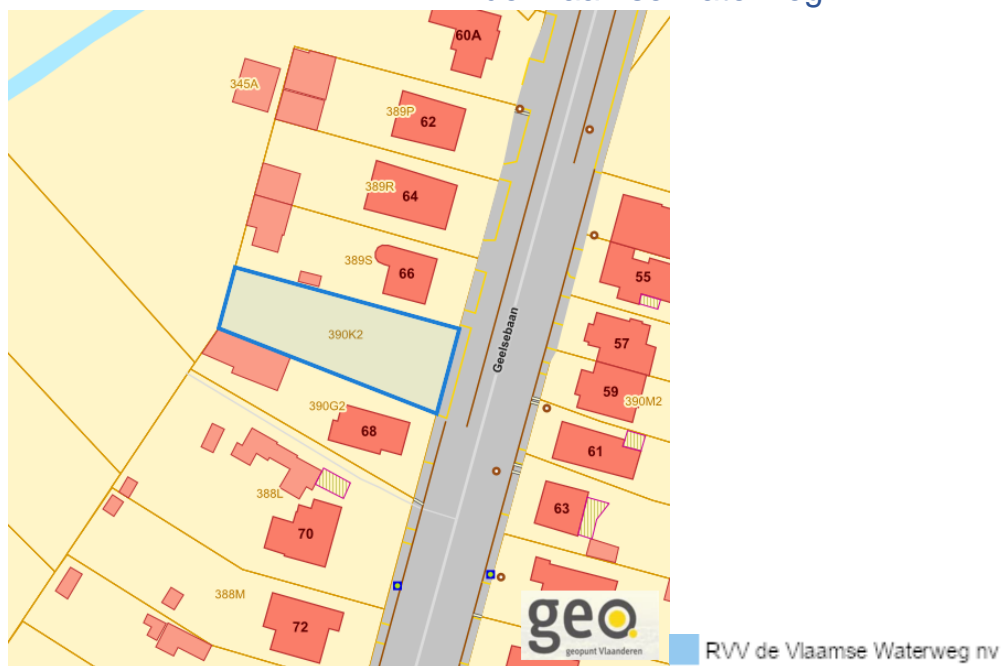 60A
345A
389P
62
389R
64
389S
66
55
390K2
Geelsebaan
57
59
390M2
390G2
68
61
388L
63
70
388M
72
geo
geopunt Vlaanderen
RVV de Vlaamse Waterweg nv